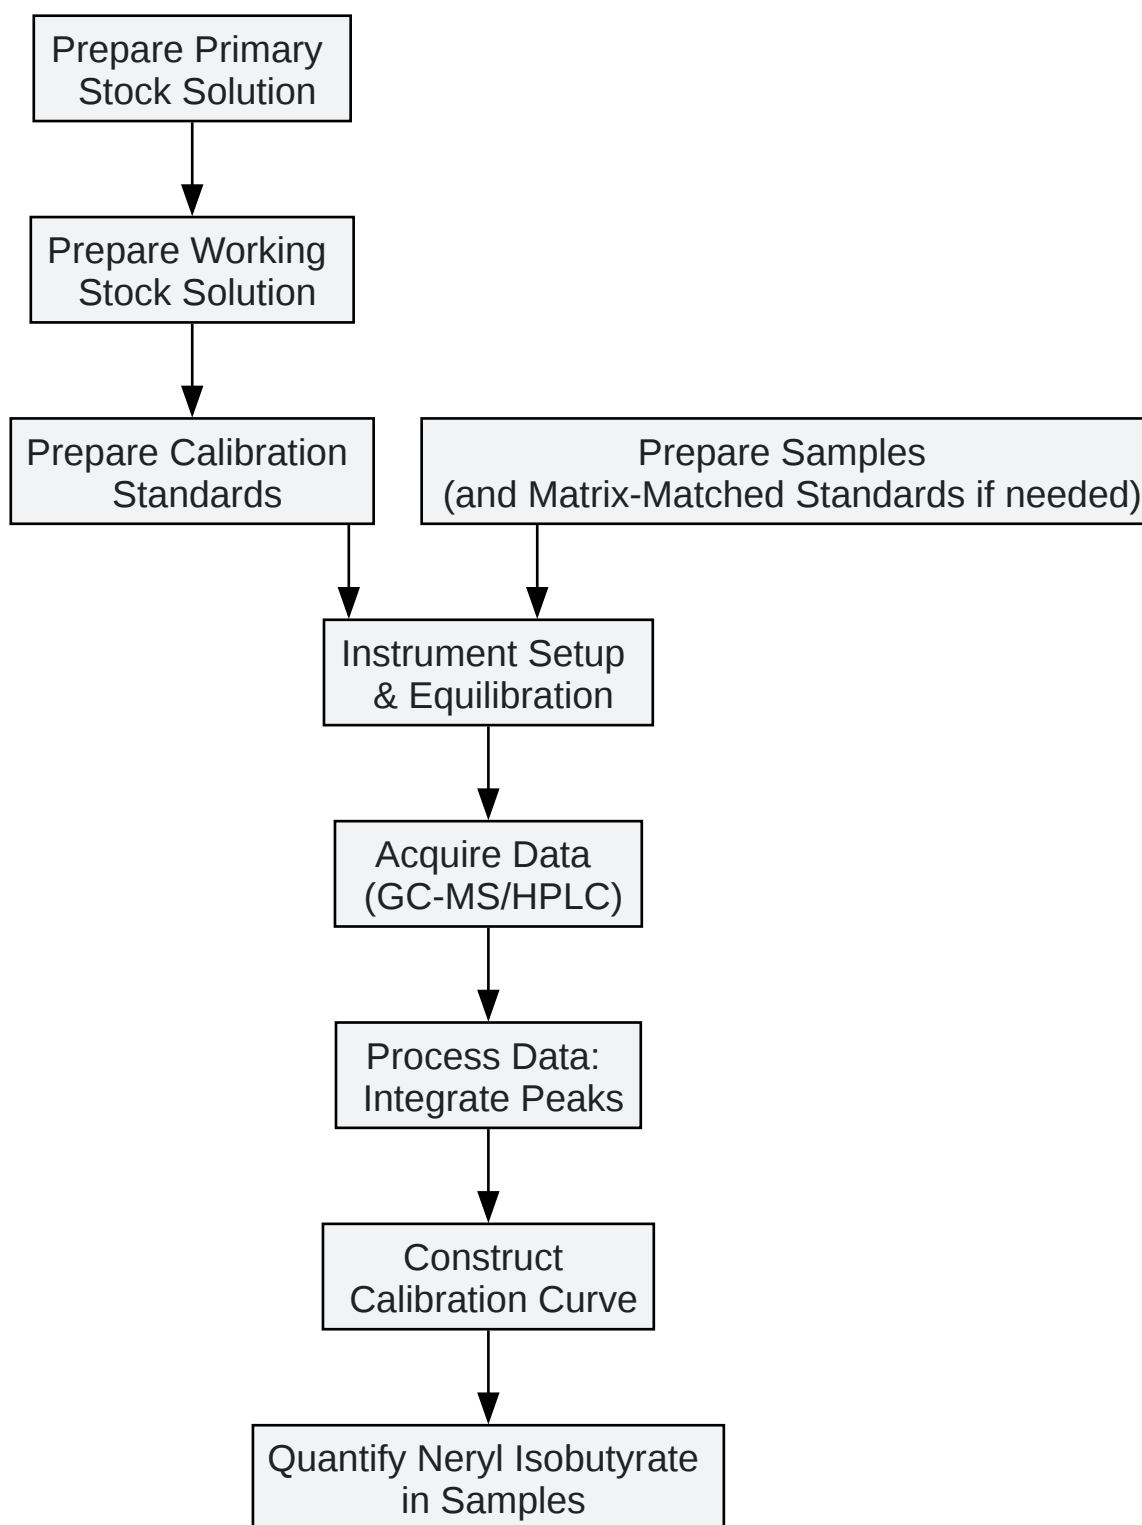 Prepare Primary
Stock Solution
Prepare Working
Stock Solution
Prepare Calibration
Standards
Prepare Samples
(and Matrix-Matched Standards if needed)
Instrument Setup
& Equilibration
Acquire Data
(GC-MS/HPLC)
Process Data:
Integrate Peaks
Construct
Calibration Curve
Quantify Neryl Isobutyrate
in Samples